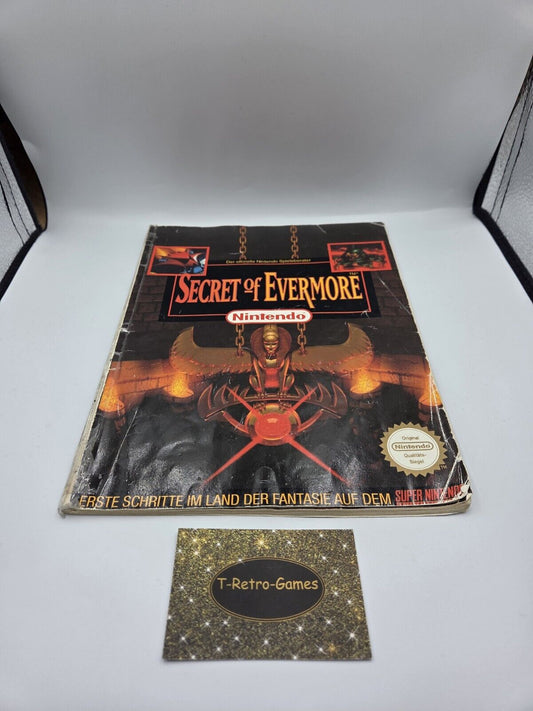 Der offizielle Nintendo Spieleberater
SECRET OF EVERMORE
TM
Nintendo
Original
Nintendo
Qualitäts-
Siegel
ERSTE SCHRITTE IM LAND DER FANTASIE AUF DEM SUPER NINTENDO
T-Retro-Games